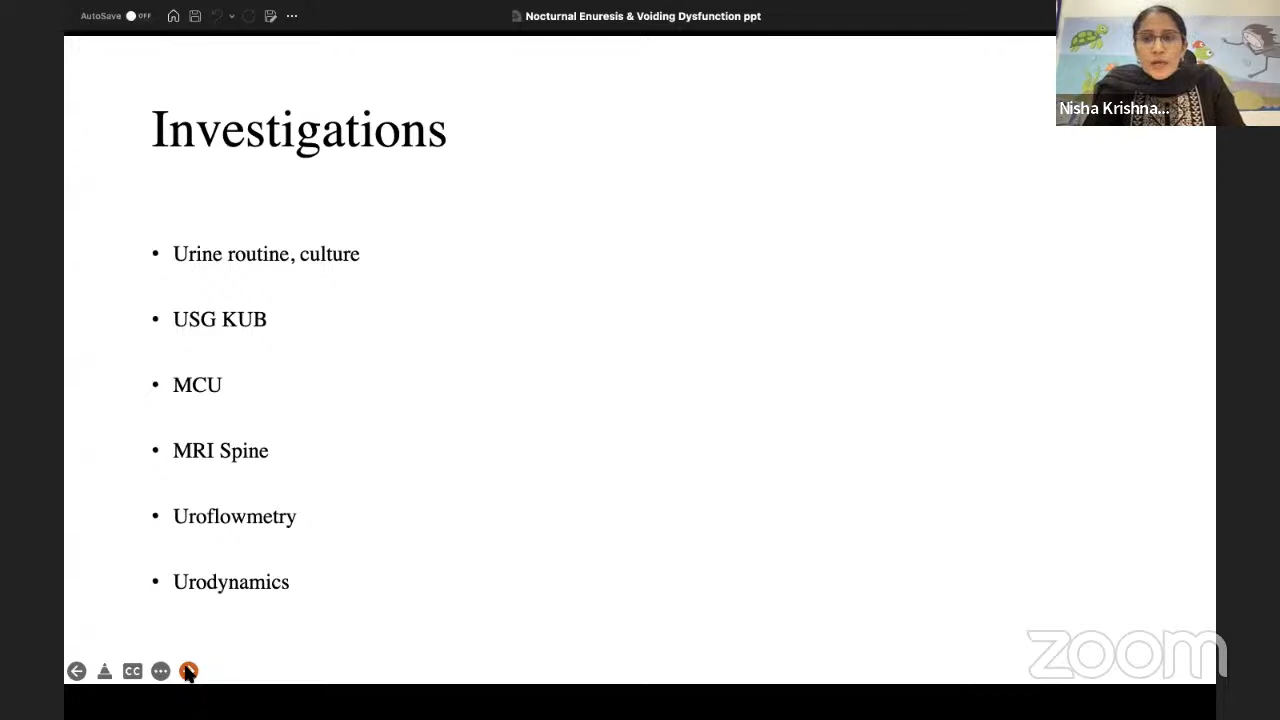 AutoSave OFF
Nocturnal Enuresis & Voiding Dysfunction ppt
Nisha Krishna...
Investigations
• Urine routine, culture
• USG KUB
• MCU
• MRI Spine
• Uroflowmetry
• Urodynamics
CC
zoom